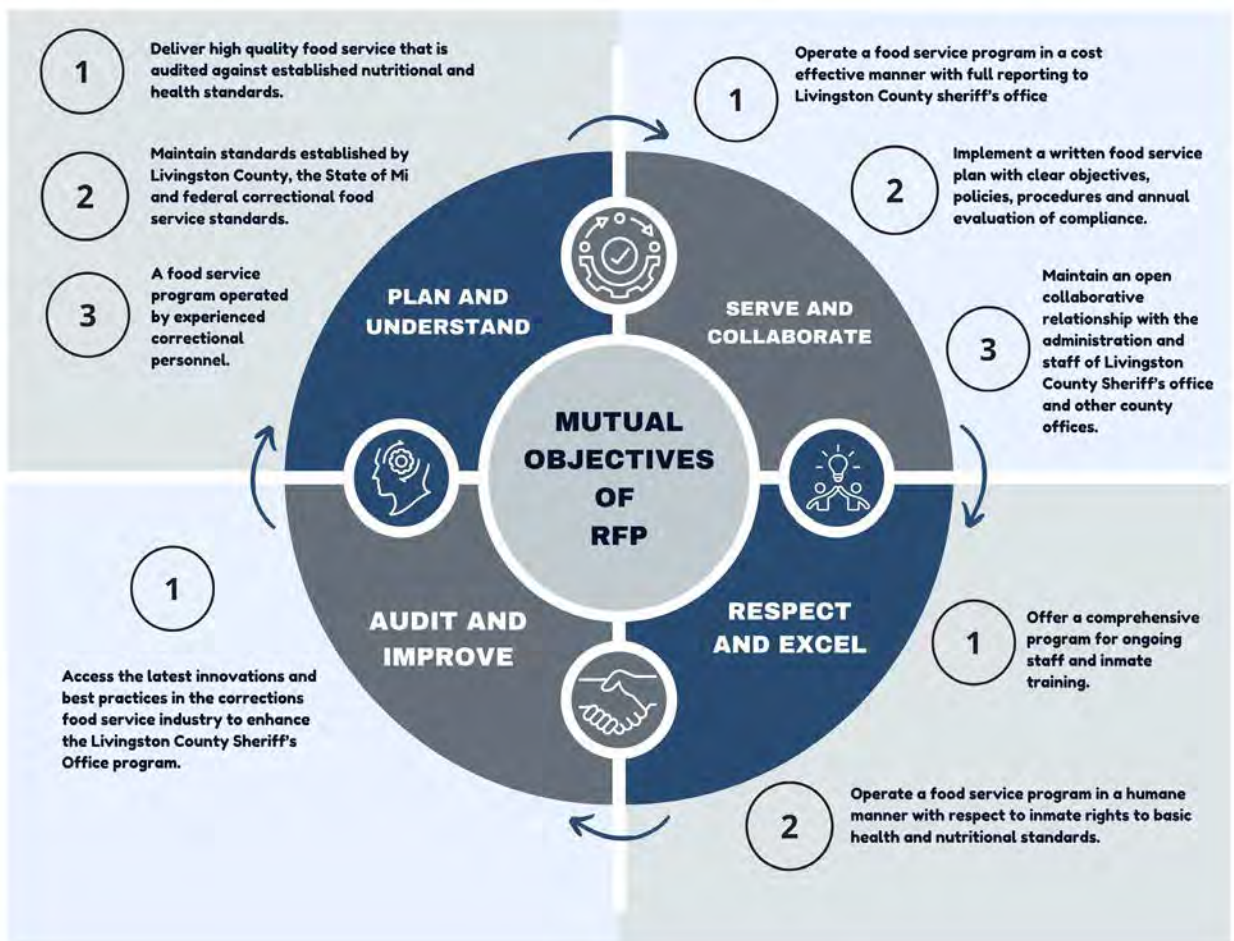 1
Deliver high quality food service that is
audited against established nutritional and
health standards.
2
Maintain standards established by
Livingston County, the State of Mi
and federal correctional food
service standards.
3
A food service
program operated
by experienced
correctional
personnel.
PLAN AND
UNDERSTAND
1
Operate a food service program in a cost
effective manner with full reporting to
Livingston County sheriff's office
2
Implement a written food service
plan with clear objectives,
policies, procedures and annual
evaluation of compliance.
3
Maintain an open
collaborative
relationship with the
administration and
staff of Livingston
County Sheriff's office
and other county
offices.
SERVE AND
COLLABORATE
MUTUAL
OBJECTIVES
OF
RFP
AUDIT AND
IMPROVE
1
Access the latest innovations and
best practices in the corrections
food service industry to enhance
the Livingston County Sheriff's
Office program.
RESPECT
AND EXCEL
1
Offer a comprehensive
program for ongoing
staff and inmate
training.
2
Operate a food service program in a humane
manner with respect to inmate rights to basic
health and nutritional standards.